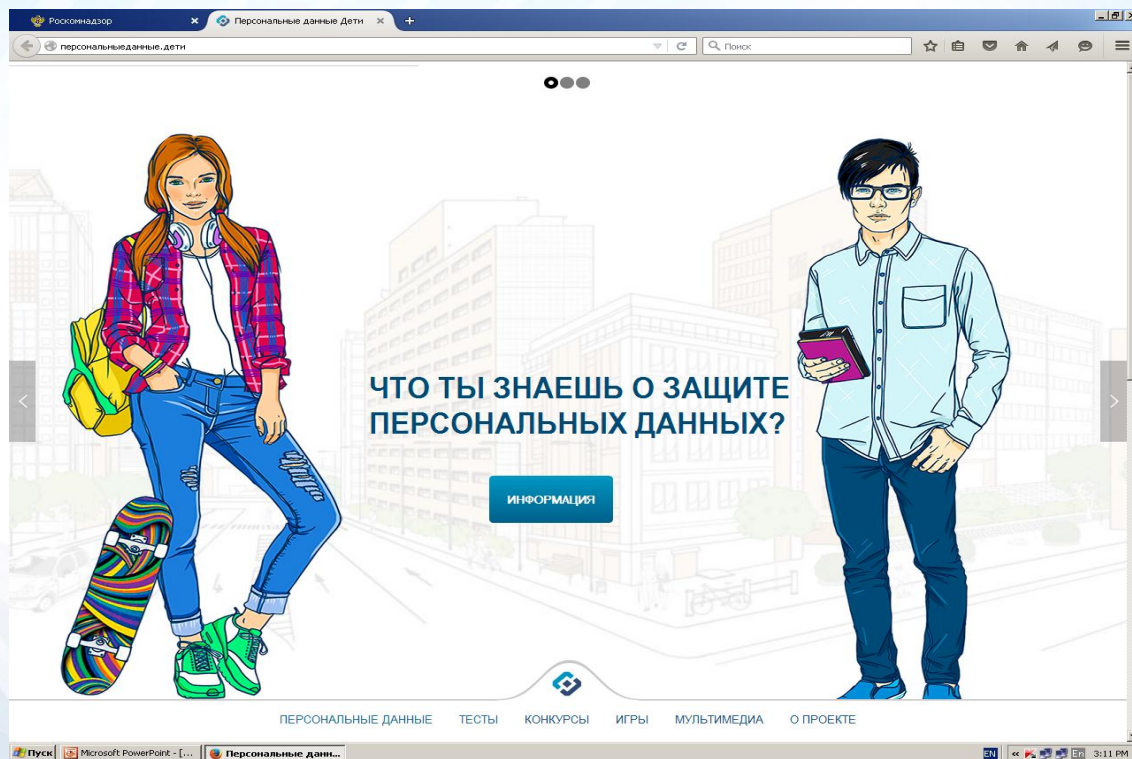 Роскомнадзор
Персональные данные Дети
персональныеданные.дети
Поиск
ЧТО ТЫ ЗНАЕШЬ О ЗАЩИТЕ
ПЕРСОНАЛЬНЫХ ДАННЫХ?
ИНФОРМАЦИЯ
ПЕРСОНАЛЬНЫЕ ДАННЫЕ ТЕСТЫ КОНКУРСЫ ИГРЫ МУЛЬТИМЕДИА О ПРОЕКТЕ
Пуск Microsoft PowerPoint - [... Персональные данн... EN « En 3:11 PM